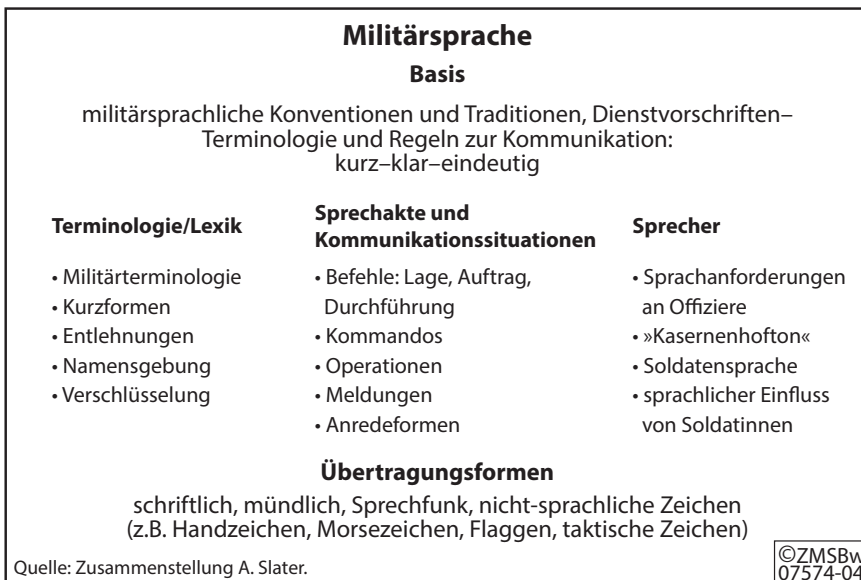 Militärsprache
Basis
militärsprachliche Konventionen und Traditionen, Dienstvorschriften–
Terminologie und Regeln zur Kommunikation:
kurz–klar–eindeutig
Terminologie/Lexik
• Militärterminologie
• Kurzformen
• Entlehnungen
• Namensgebung
• Verschlüsselung
Sprechakte und
Kommunikationssituationen
• Befehle: Lage, Auftrag,
Durchführung
• Kommandos
• Operationen
• Meldungen
• Anredeformen
Sprecher
• Sprachanforderungen
an Offiziere
• »Kasernenhofton«
• Soldatensprache
• sprachlicher Einfluss
von Soldatinnen
Übertragungsformen
schriftlich, mündlich, Sprechfunk, nicht-sprachliche Zeichen
(z.B. Handzeichen, Morsezeichen, Flaggen, taktische Zeichen)
Quelle: Zusammenstellung A. Slater.
©ZMSBw
07574-04